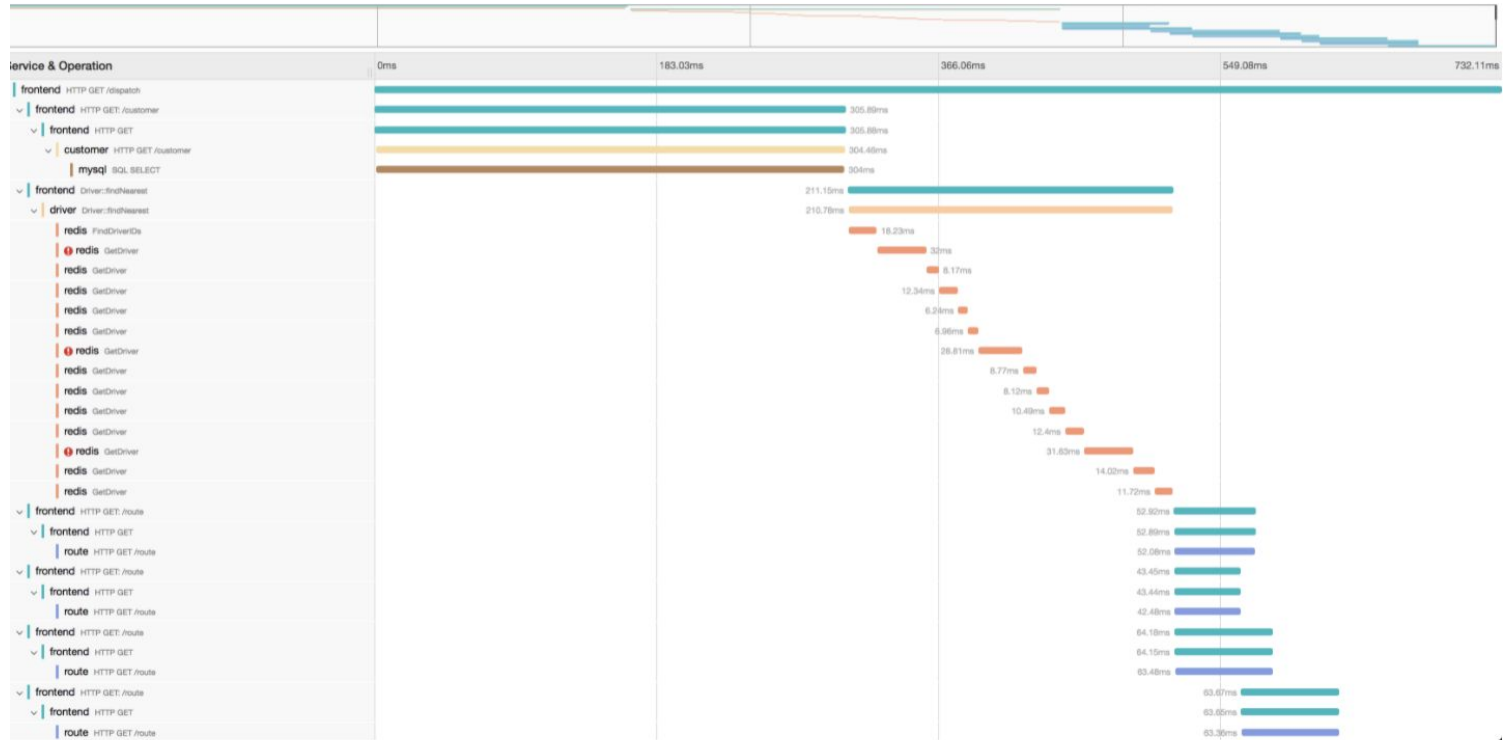 ervice & Operation 0ms 183.03ms 366.06ms 549.08ms 732.11ms
frontend HTTP GET /dispatch
frontend HTTP GET: /customer 305.89ms
frontend HTTP GET 305.88ms
customer HTTP GET /customer 304.46ms
mysql SQL SELECT 304ms
frontend Driver::findNearest 211.15ms
driver Driver::findNearest 210.78ms
redis FindDriverIDs 18.23ms
redis GetDriver 32ms
redis GetDriver 8.17ms
redis GetDriver 12.34ms
redis GetDriver 6.24ms
redis GetDriver 6.98ms
redis GetDriver 28.81ms
redis GetDriver 8.77ms
redis GetDriver 8.12ms
redis GetDriver 10.49ms
redis GetDriver 12.4ms
redis GetDriver 31.63ms
redis GetDriver 14.02ms
redis GetDriver 11.72ms
frontend HTTP GET: /route 52.92ms
frontend HTTP GET 52.89ms
route HTTP GET /route 52.08ms
frontend HTTP GET: /route 43.45ms
frontend HTTP GET 43.44ms
route HTTP GET /route 42.48ms
frontend HTTP GET: /route 64.18ms
frontend HTTP GET 64.15ms
route HTTP GET /route 63.48ms
frontend HTTP GET: /route 63.67ms
frontend HTTP GET 63.65ms
route HTTP GET /route 63.36ms